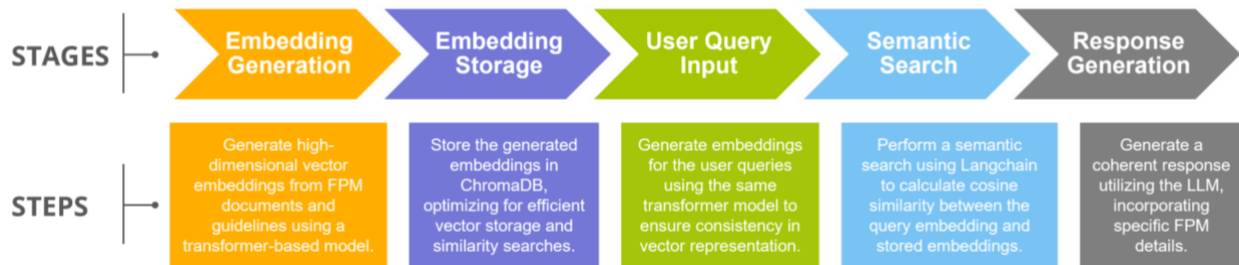 STAGES
Embedding
Generation
Embedding
Storage
User Query
Input
Semantic
Search
Response
Generation
STEPS
Generate high-
dimensional vector
embeddings from FPM
documents and
guidelines using a
transformer-based model.
Store the generated
embeddings in
ChromaDB,
optimizing for efficient
vector storage and
similarity searches.
Generate embeddings
for the user queries
using the same
transformer model to
ensure consistency in
vector representation.
Perform a semantic
search using Langchain
to calculate cosine
similarity between the
query embedding and
stored embeddings.
Generate a
coherent response
utilizing the LLM,
incorporating
specific FPM
details.